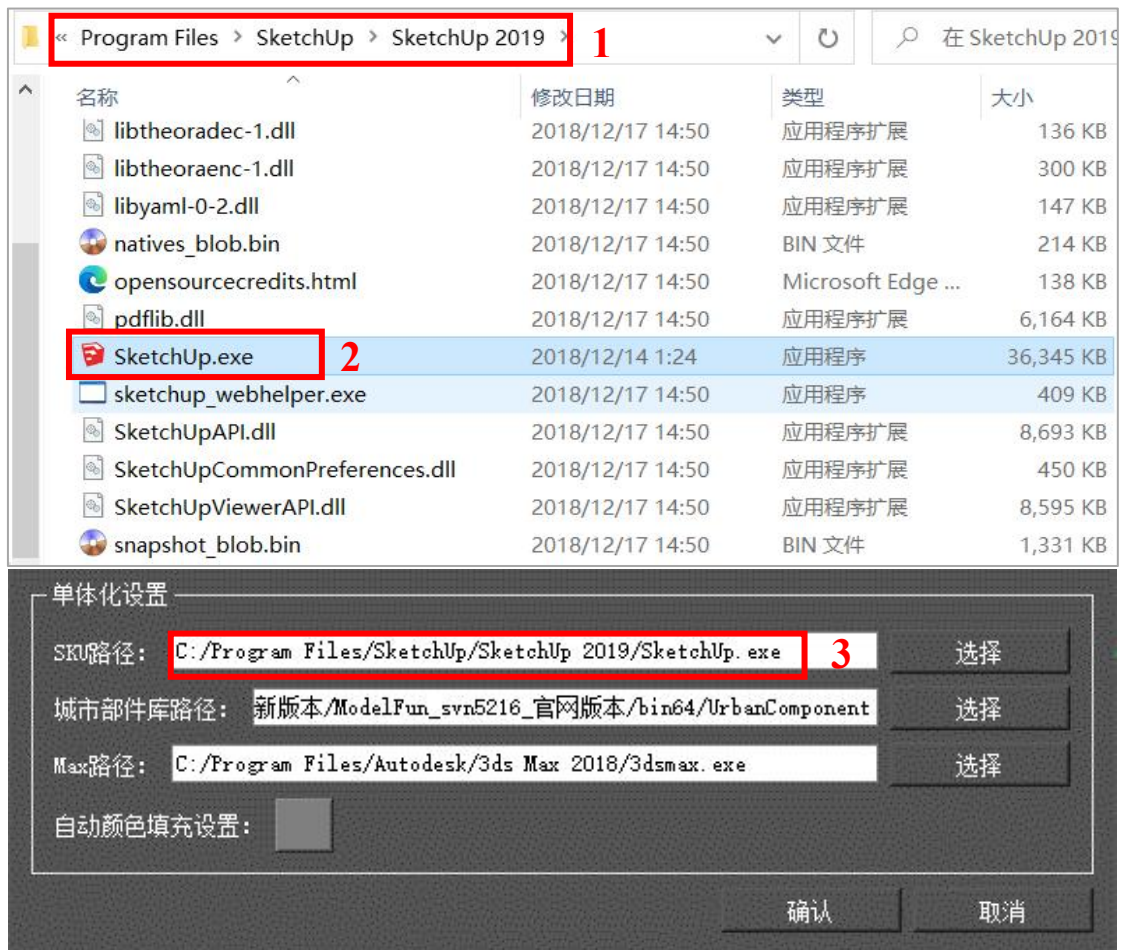 « Program Files > SketchUp > SketchUp 2019 > 1 在 SketchUp 2019
名称 修改日期 类型 大小
libtheoradec-1.dll 2018/12/17 14:50 应用程序扩展 136 KB
libtheoraenc-1.dll 2018/12/17 14:50 应用程序扩展 300 KB
libyaml-0-2.dll 2018/12/17 14:50 应用程序扩展 147 KB
natives_blob.bin 2018/12/17 14:50 BIN 文件 214 KB
opensourcecredits.html 2018/12/17 14:50 Microsoft Edge ... 138 KB
pdflib.dll 2018/12/17 14:50 应用程序扩展 6,164 KB
SketchUp.exe 2 2018/12/14 1:24 应用程序 36,345 KB
sketchup_webhelper.exe 2018/12/17 14:50 应用程序 409 KB
SketchUpAPI.dll 2018/12/17 14:50 应用程序扩展 8,693 KB
SketchUpCommonPreferences.dll 2018/12/17 14:50 应用程序扩展 450 KB
SketchUpViewerAPI.dll 2018/12/17 14:50 应用程序扩展 8,595 KB
snapshot_blob.bin 2018/12/17 14:50 BIN 文件 1,331 KB
单体化设置
SKU路径： C:/Program Files/SketchUp/SketchUp 2019/SketchUp.exe 3 选择
城市部件库路径： 新版本/ModelFun_svn5216_官网版本/bin64/UrbanComponent 选择
Max路径： C:/Program Files/Autodesk/3ds Max 2018/3dsmax.exe 选择
自动颜色填充设置：
确认 取消